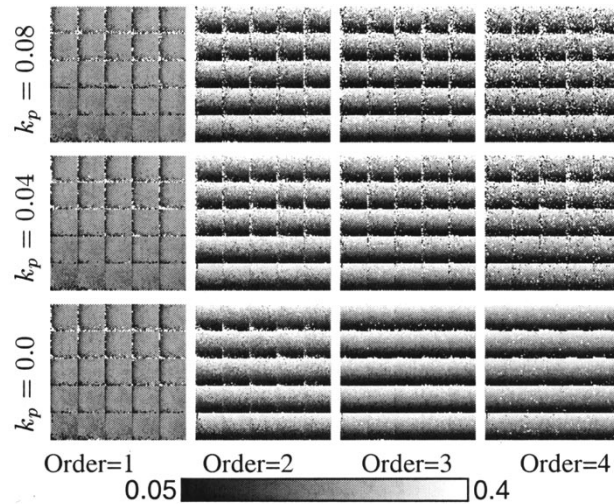 k_p = 0.08
k_p = 0.04
k_p = 0.0
Order=1 Order=2 Order=3 Order=4
0.05 0.4